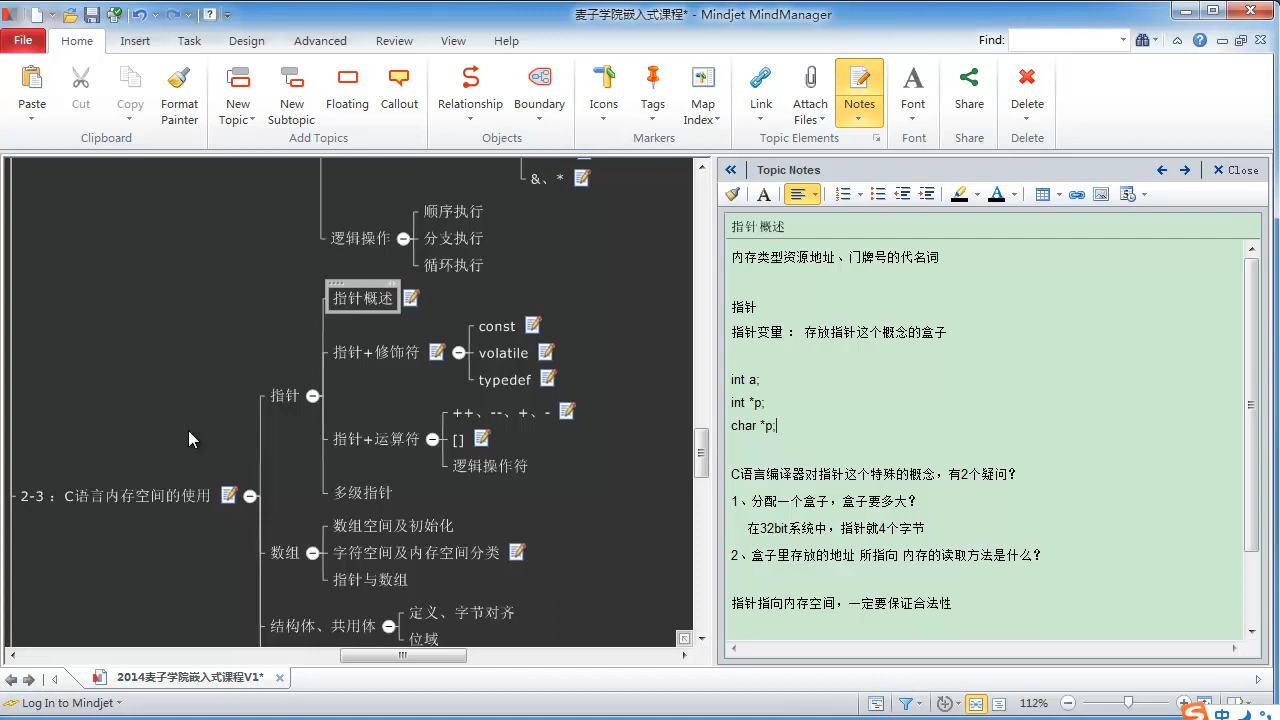 麦子学院嵌入式课程* - Mindjet MindManager
File
Home
Insert
Task
Design
Advanced
Review
View
Help
Find:
Paste
Cut
Copy
Format Painter
Clipboard
New Topic
New Subtopic
Floating
Callout
Add Topics
Relationship
Boundary
Objects
Icons
Tags
Map Index
Markers
Link
Attach Files
Notes
Topic Elements
Font
Font
Share
Share
Delete
Delete
&、*
逻辑操作
顺序执行
分支执行
循环执行
指针概述
指针+修饰符
const
volatile
typedef
指针
指针+运算符
++、--、+、-
[]
逻辑操作符
多级指针
2-3 : C语言内存空间的使用
数组
数组空间及初始化
字符空间及内存空间分类
指针与数组
结构体、共用体
定义、字节对齐
位域
Topic Notes
Close
指针概述
内存类型资源地址、门牌号的代名词
指针
指针变量 : 存放指针这个概念的盒子
int a;
int *p;
char *p;
C语言编译器对指针这个特殊的概念，有2个疑问？
1、分配一个盒子，盒子要多大？
在32bit系统中，指针就4个字节
2、盒子里存放的地址 所指向 内存的读取方法是什么？
指针指向内存空间，一定要保证合法性
2014麦子学院嵌入式课程V1*
Log In to Mindjet
112%
中